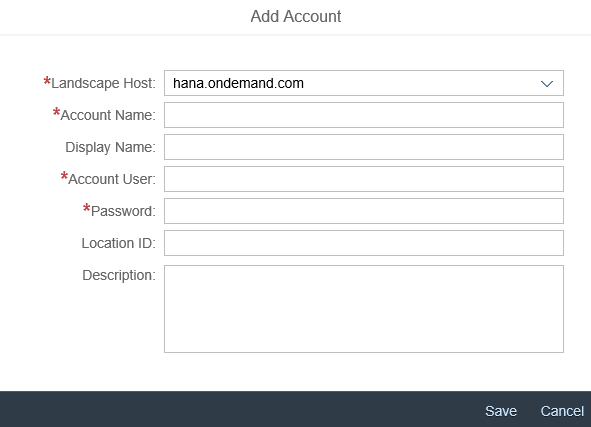 Add Account
*Landscape Host: hana.ondemand.com
*Account Name:
Display Name:
*Account User:
*Password:
Location ID:
Description:
Save Cancel